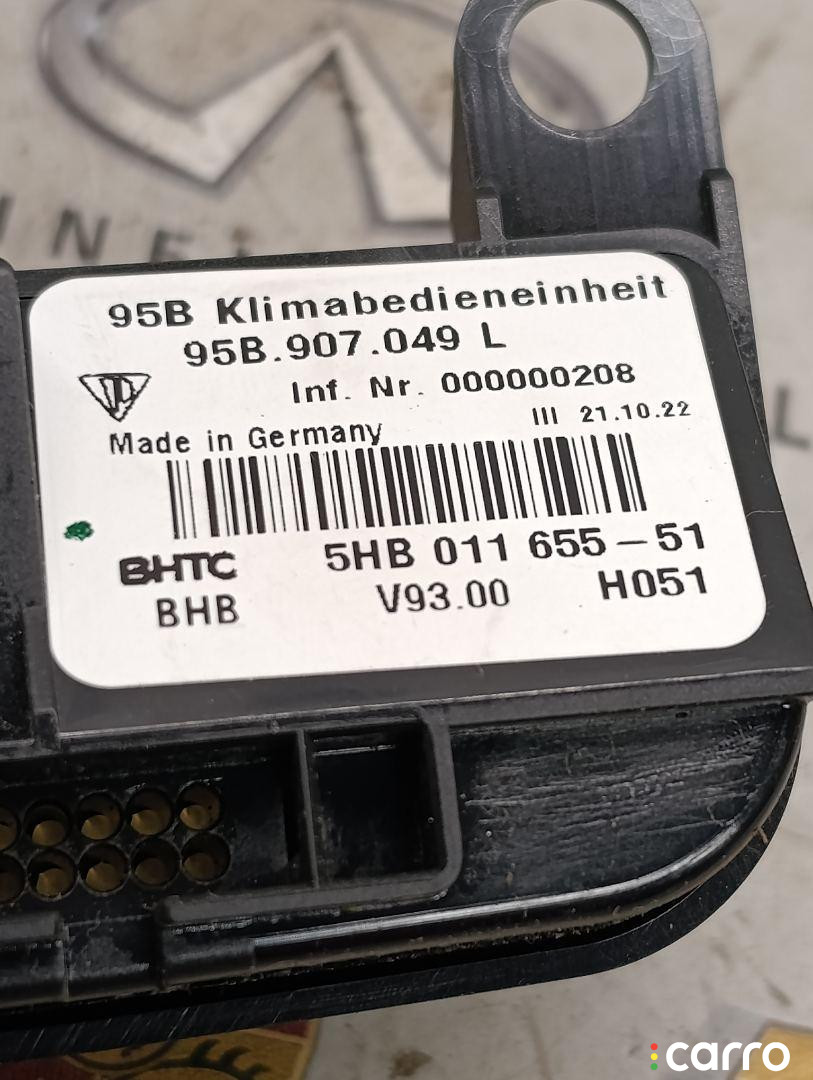 95B Klimabedieneinheit
95B.907.049 L
Inf. Nr. 000000208
III 21.10.22
Made in Germany
BHTC
5HB 011 655-51
BHB
V93.00
H051
carro